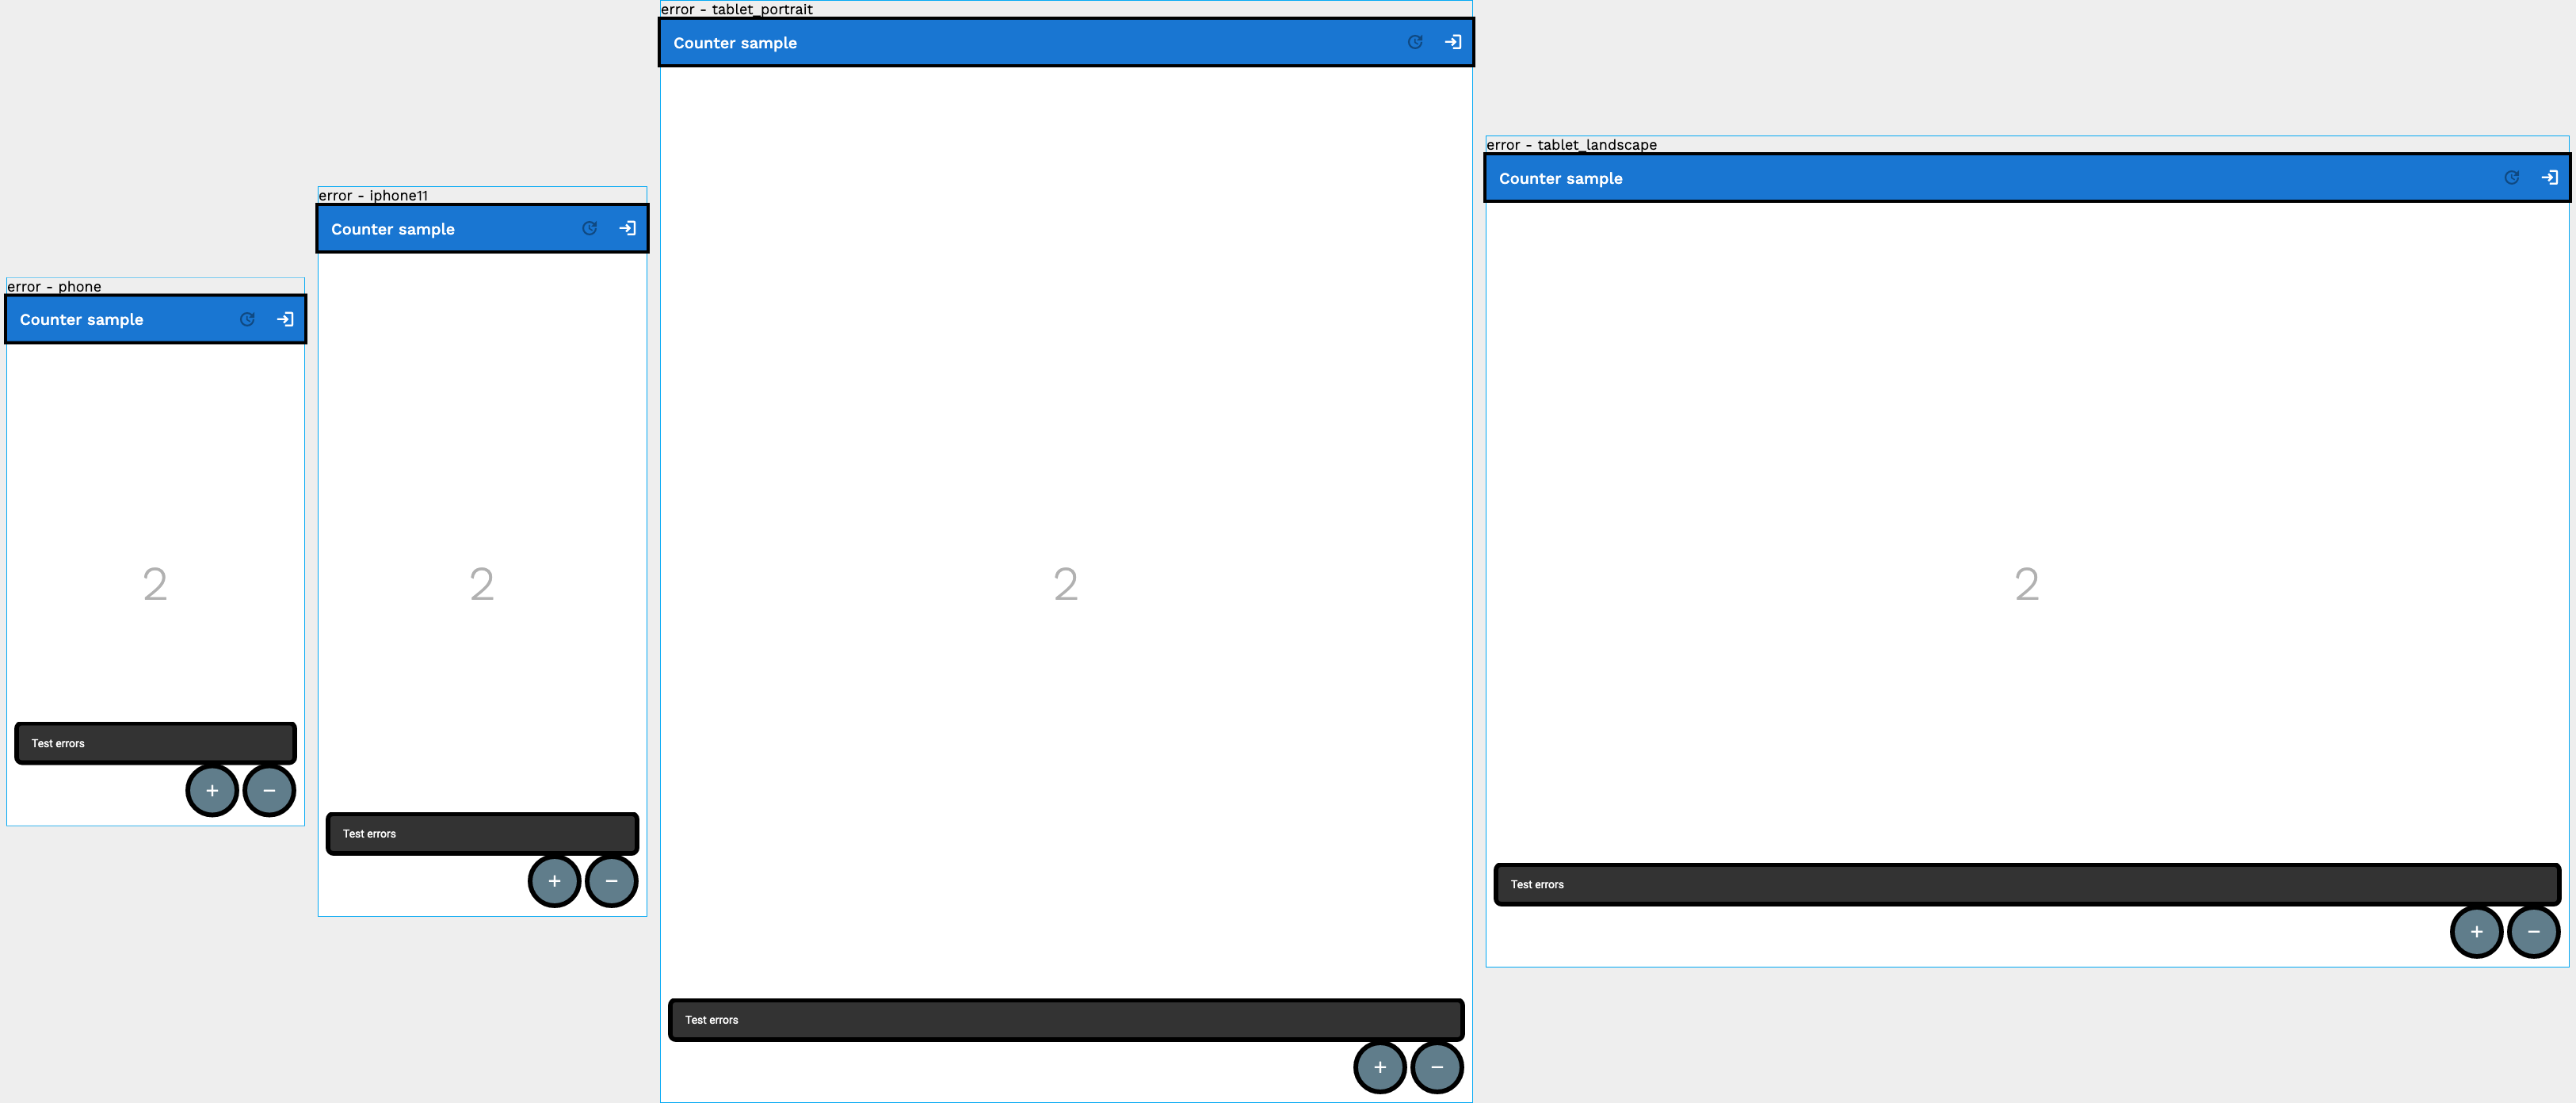 error - phone
Counter sample
2
Test errors
+ −
error - iphone11
Counter sample
2
Test errors
+ −
error - tablet_portrait
Counter sample
2
Test errors
+ −
error - tablet_landscape
Counter sample
2
Test errors
+ −